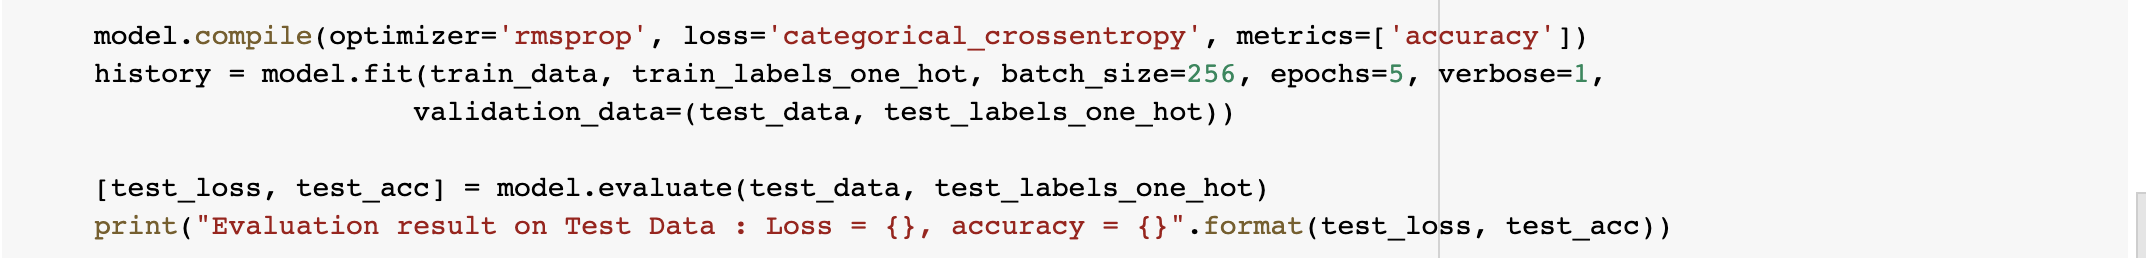 model.compile(optimizer='rmsprop', loss='categorical_crossentropy', metrics=['accuracy'])
history = model.fit(train_data, train_labels_one_hot, batch_size=256, epochs=5, verbose=1,
                   validation_data=(test_data, test_labels_one_hot))
[test_loss, test_acc] = model.evaluate(test_data, test_labels_one_hot)
print("Evaluation result on Test Data : Loss = {}, accuracy = {}".format(test_loss, test_acc))